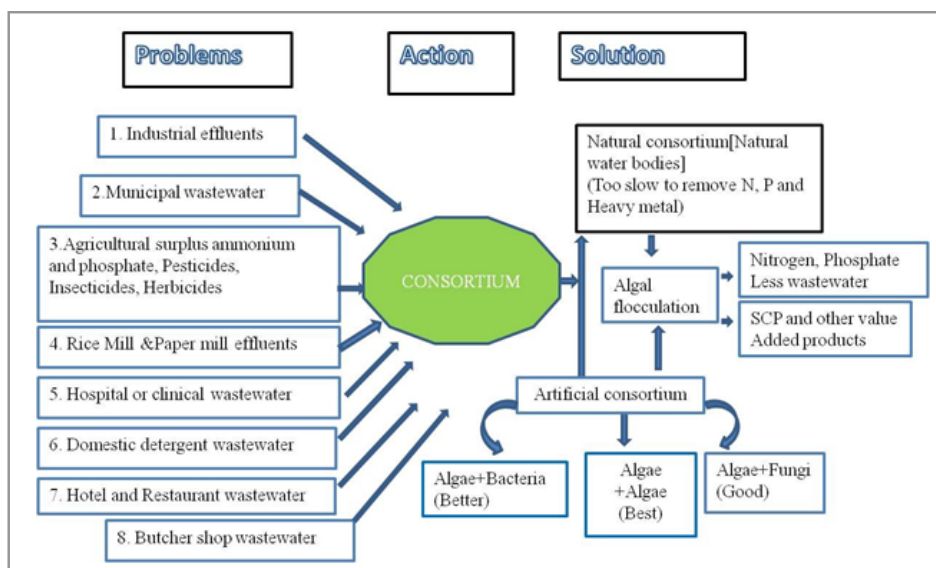 Problems
Action
Solution
1. Industrial effluents
2.Municipal wastewater
3.Agricultural surplus ammonium
and phosphate, Pesticides,
Insecticides, Herbicides
4. Rice Mill &Paper mill effluents
5. Hospital or clinical wastewater
6. Domestic detergent wastewater
7. Hotel and Restaurant wastewater
8. Butcher shop wastewater
CONSORTIUM
Natural consortium[Natural
water bodies]
(Too slow to remove N, P and
Heavy metal)
Algal
flocculation
Nitrogen, Phosphate
Less wastewater
SCP and other value
Added products
Artificial consortium
Algae+Bacteria
(Better)
Algae
+Algae
(Best)
Algae+Fungi
(Good)